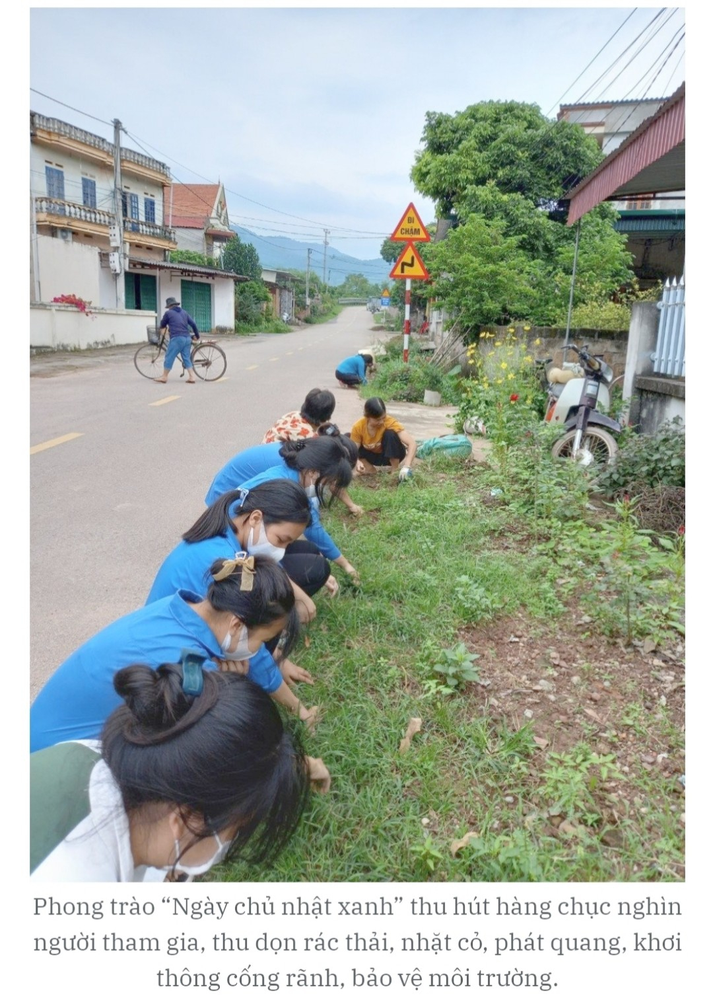 ĐI
CHẬM
Phong trào “Ngày chủ nhật xanh” thu hút hàng chục nghìn
người tham gia, thu dọn rác thải, nhặt cỏ, phát quang, khơi
thông cống rãnh, bảo vệ môi trường.